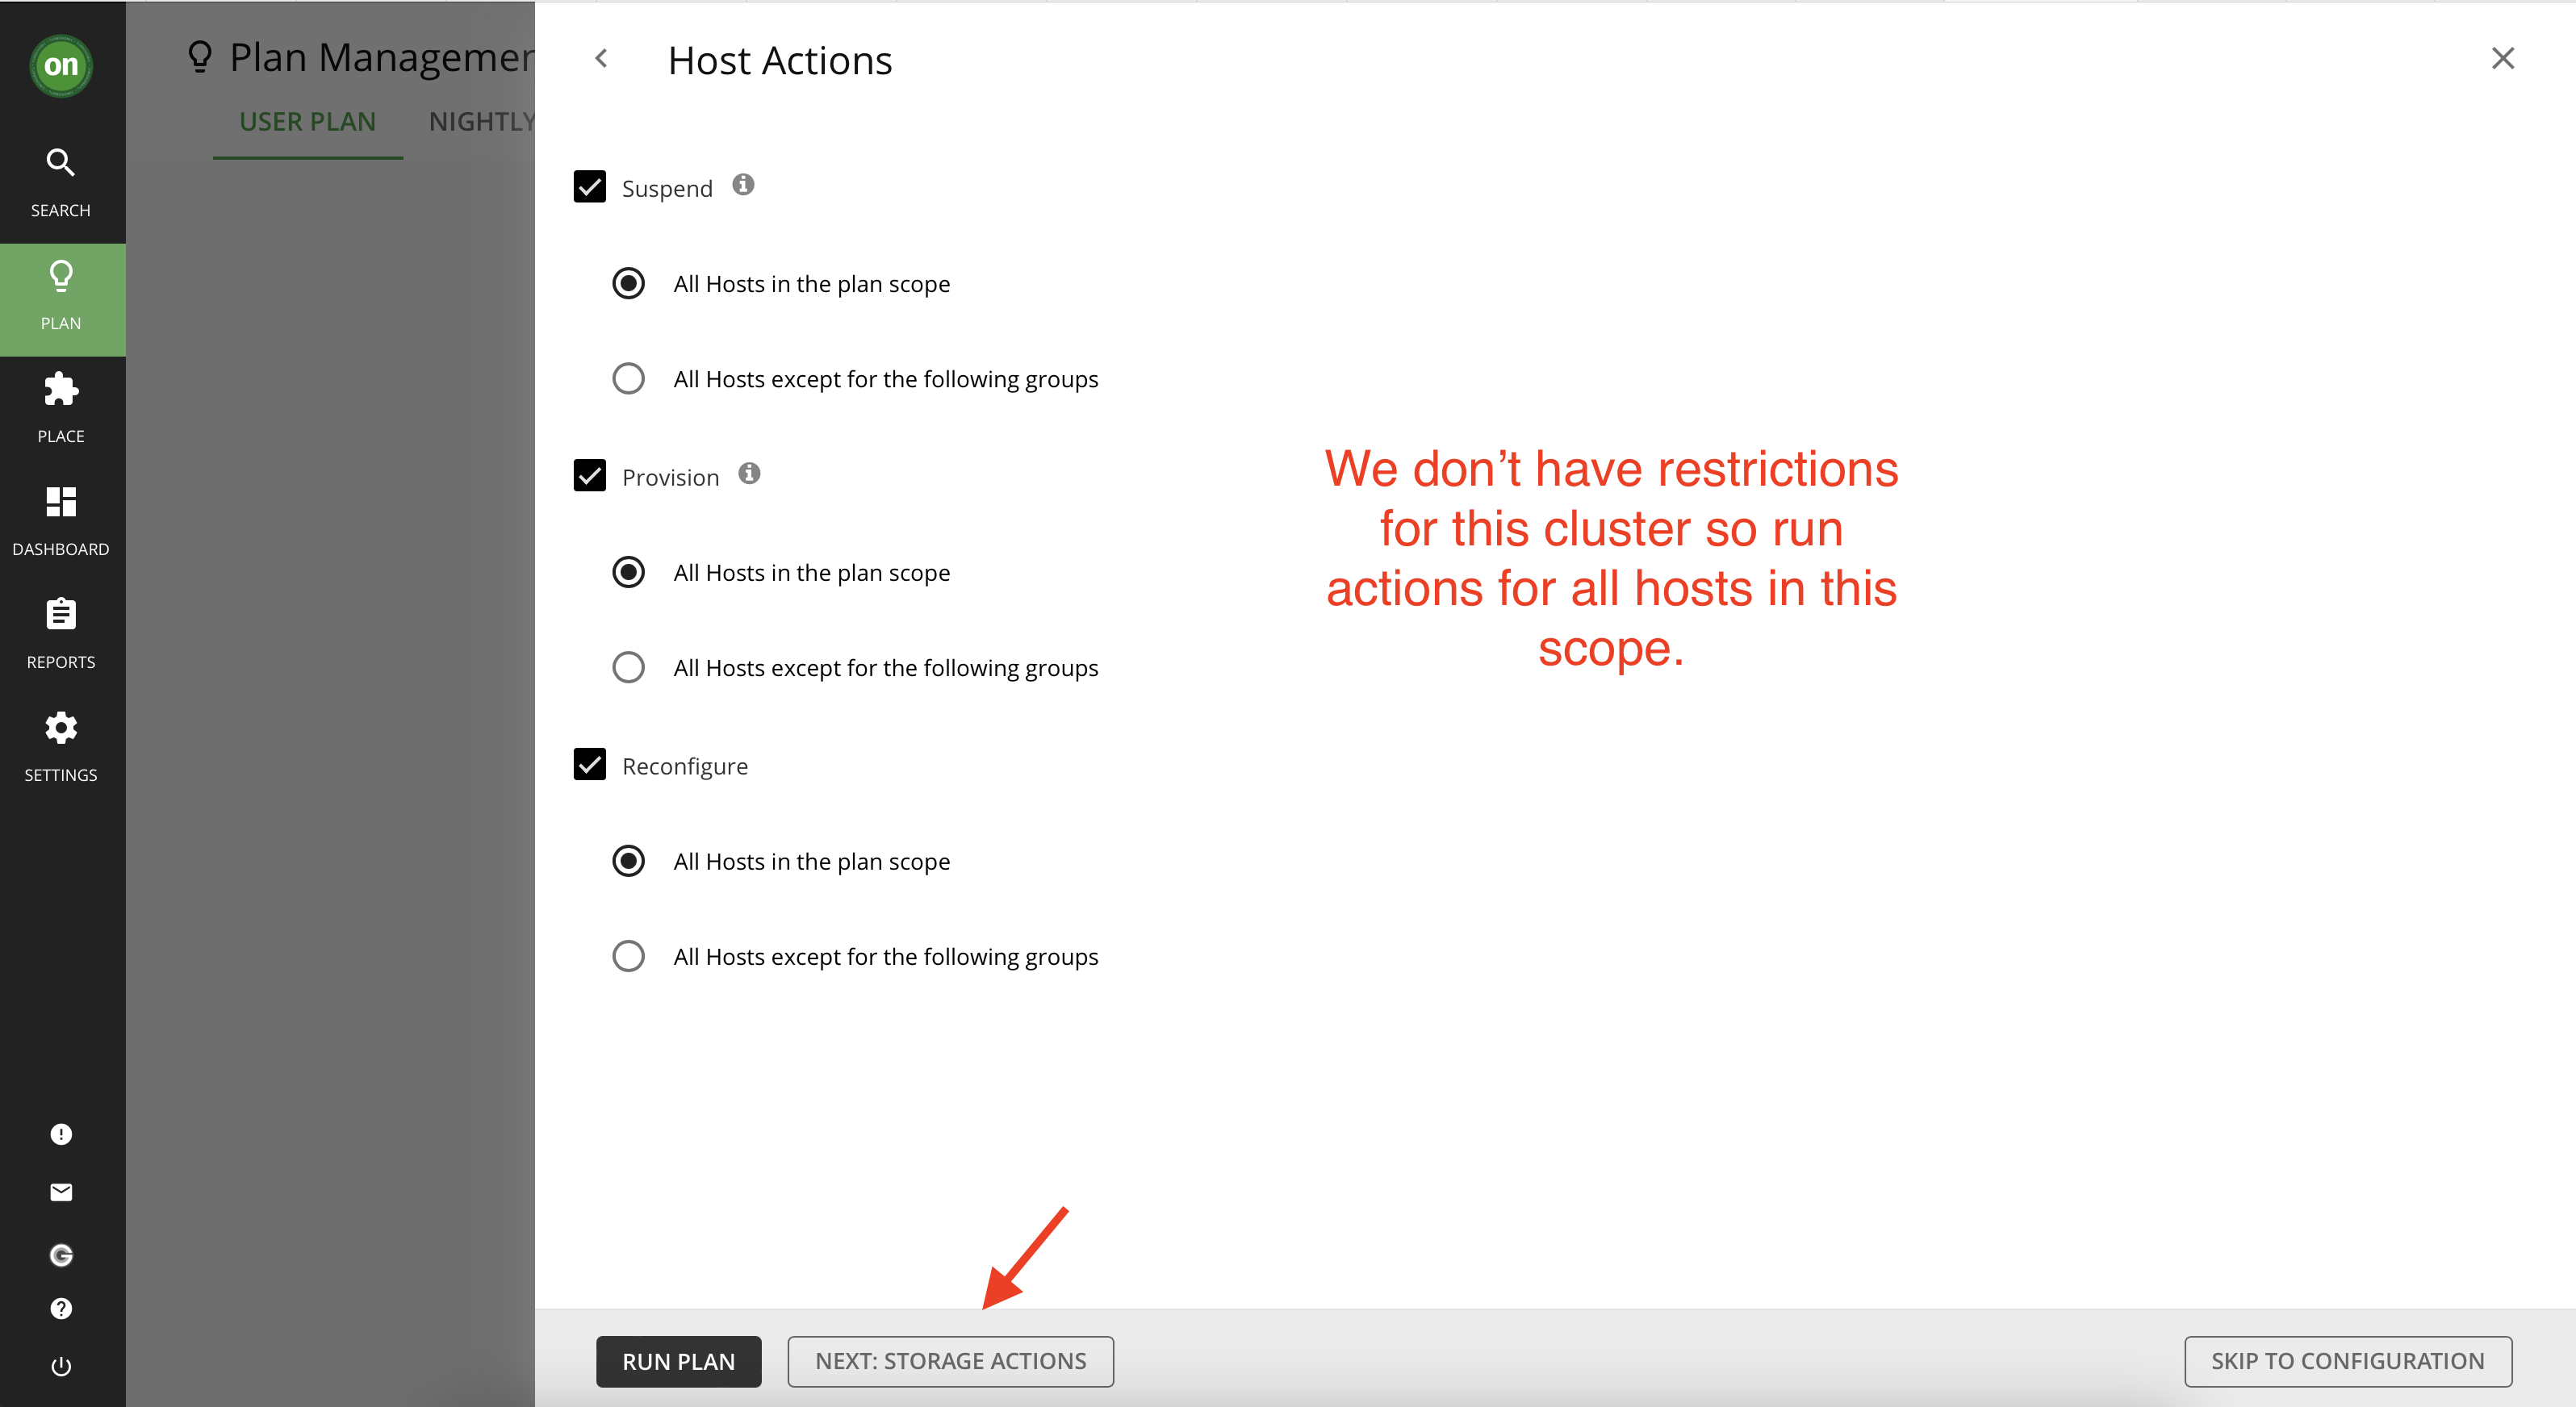 on
SEARCH
PLAN
PLACE
DASHBOARD
REPORTS
SETTINGS
Plan Managemen
USER PLAN
NIGHTLY
Host Actions
Suspend
All Hosts in the plan scope
All Hosts except for the following groups
Provision
All Hosts in the plan scope
All Hosts except for the following groups
Reconfigure
All Hosts in the plan scope
All Hosts except for the following groups
We don’t have restrictions
for this cluster so run
actions for all hosts in this
scope.
RUN PLAN
NEXT: STORAGE ACTIONS
SKIP TO CONFIGURATION